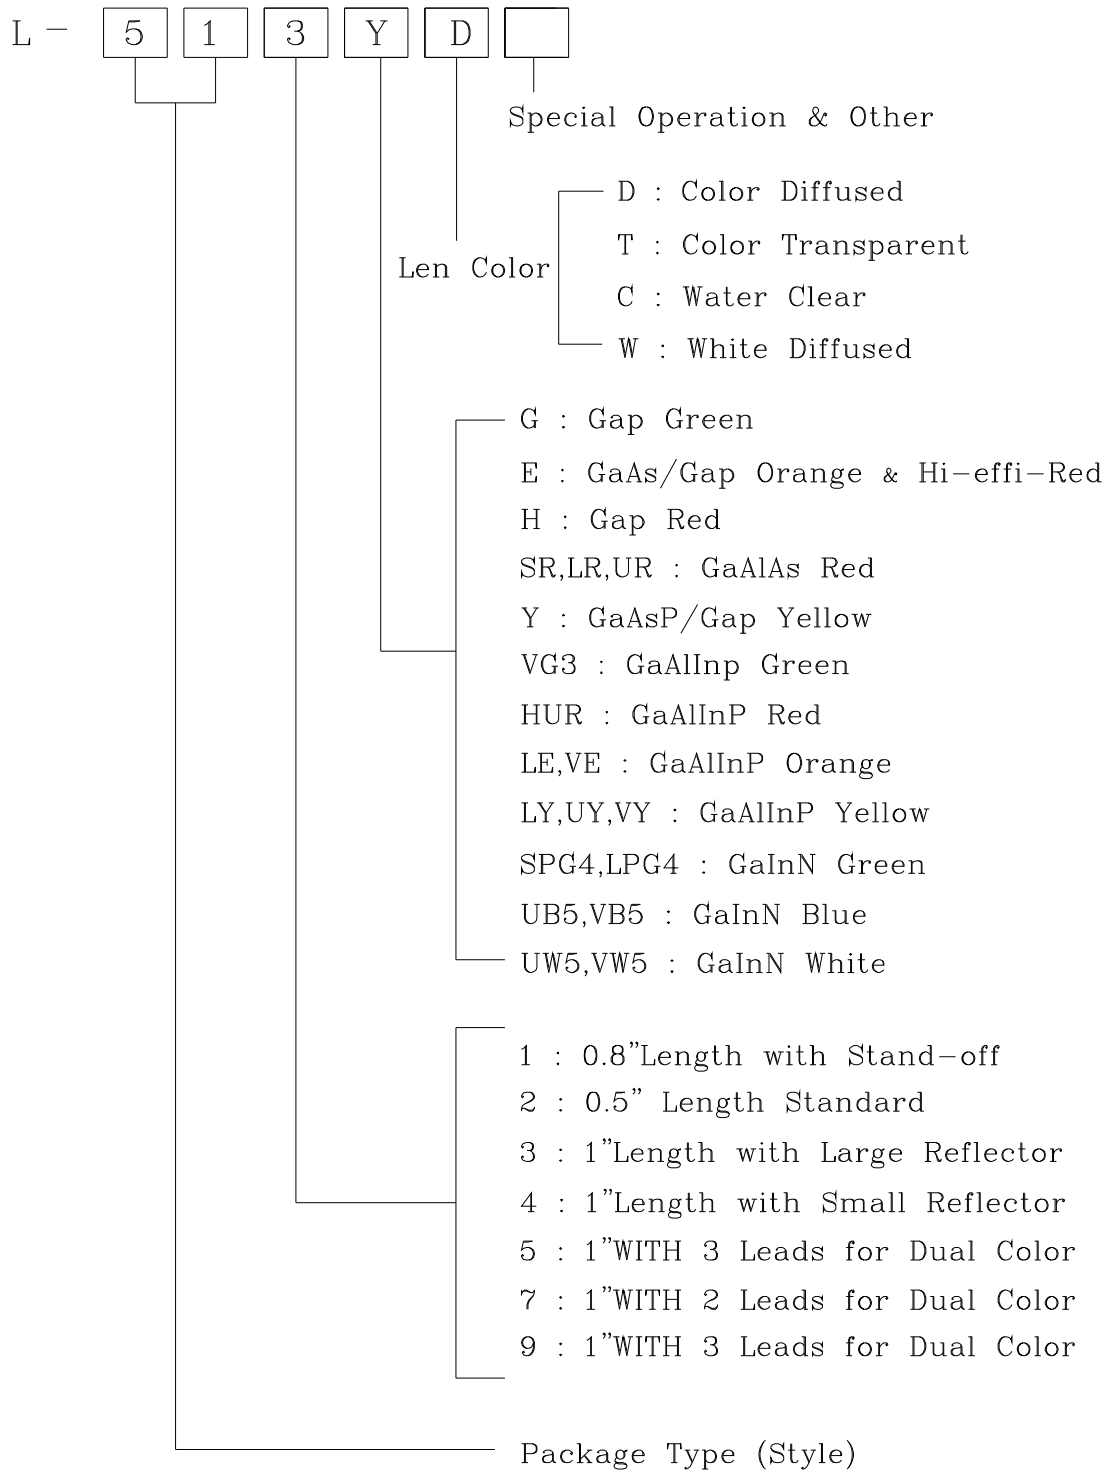 L- 5 1 3 Y D
Special Operation & Other
D : Color Diffused
T : Color Transparent
Len Color
C : Water Clear
W : White Diffused
G : Gap Green
E : GaAs/Gap Orange & Hi-effi-Red
H : Gap Red
SR,LR,UR : GaAlAs Red
Y : GaAsP/Gap Yellow
VG3 : GaAlInp Green
HUR : GaAlInP Red
LE,VE : GaAlInP Orange
LY,UY,VY : GaAlInP Yellow
SPG4,LPG4 : GaInN Green
UB5,VB5 : GaInN Blue
UW5,VW5 : GaInN White
1 : 0.8"Length with Stand-off
2 : 0.5" Length Standard
3 : 1"Length with Large Reflector
4 : 1"Length with Small Reflector
5 : 1"WITH 3 Leads for Dual Color
7 : 1"WITH 2 Leads for Dual Color
9 : 1"WITH 3 Leads for Dual Color
Package Type (Style)